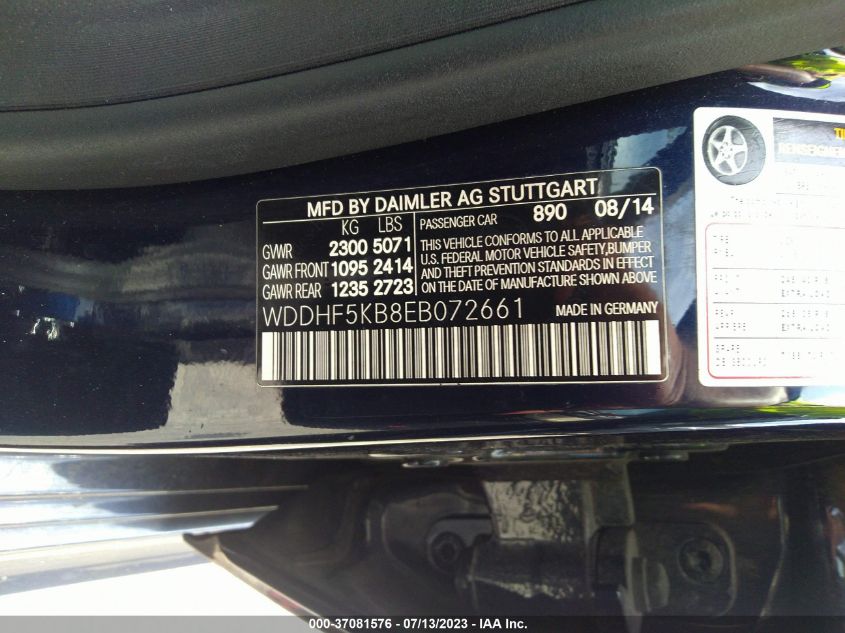 MFD BY DAIMLER AG STUTTGART
KG LBS
GVWR 2300 5071
GAWR FRONT 1095 2414
GAWR REAR 1235 2723
PASSENGER CAR 890 08/14
THIS VEHICLE CONFORMS TO ALL APPLICABLE
U.S. FEDERAL MOTOR VEHICLE SAFETY,BUMPER
AND THEFT PREVENTION STANDARDS IN EFFECT
ON THE DATE OF MANUFACTURE SHOWN ABOVE
WDDHF5KB8EB072661
MADE IN GERMANY
000-37081576 / 07/13/2023 / IAA Inc.